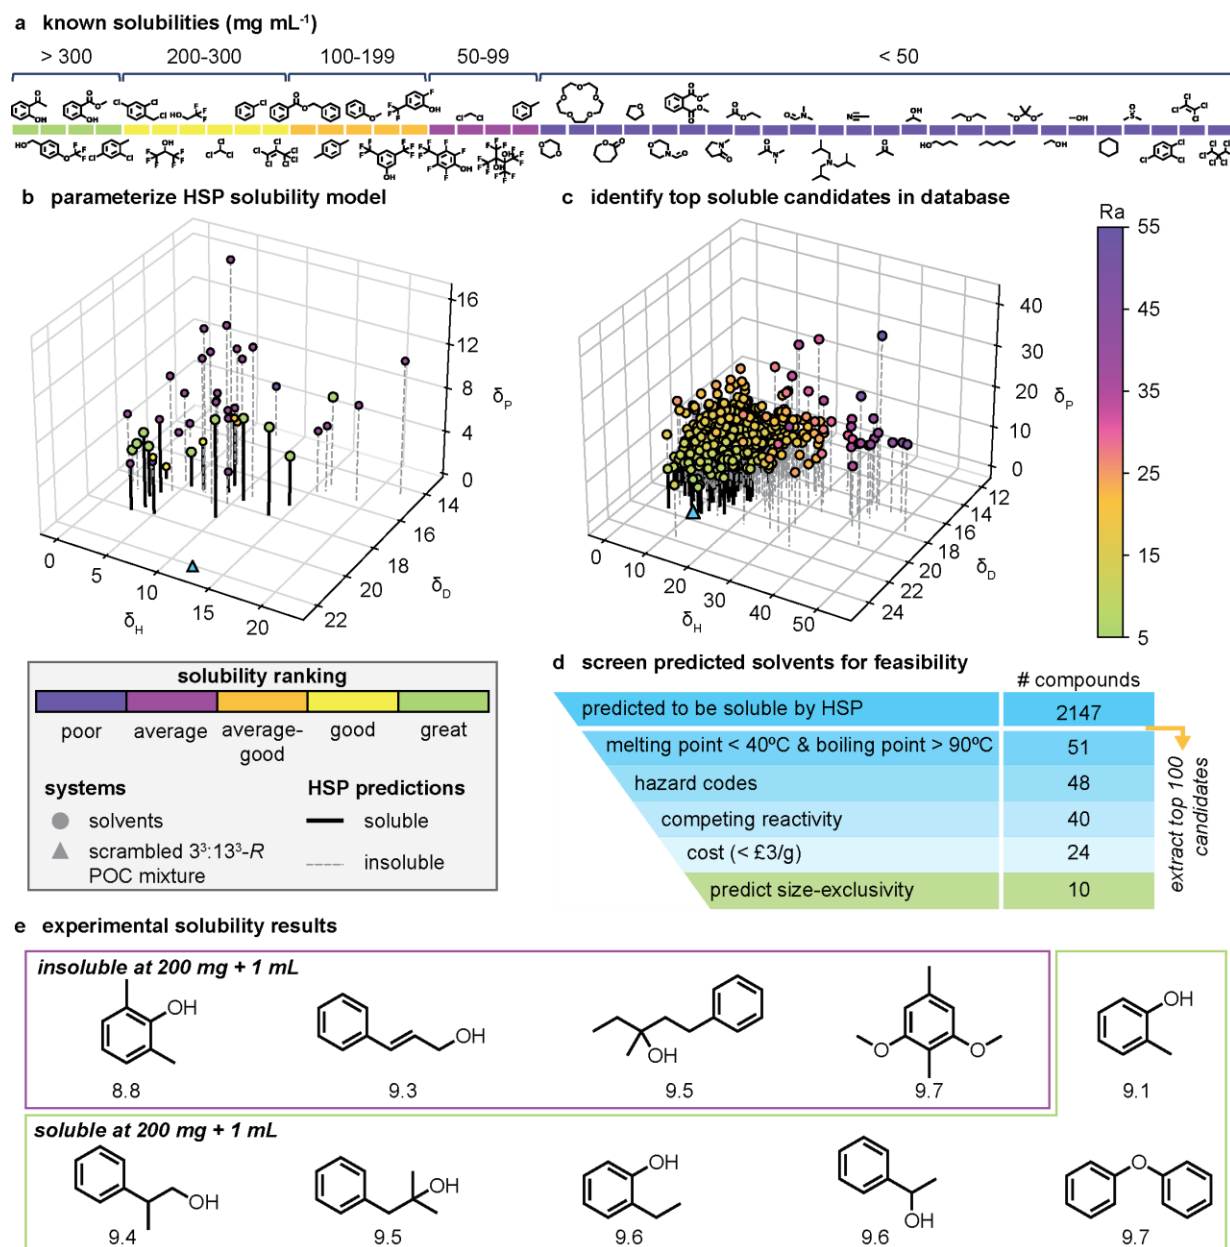 a known solubilities (mg mL⁻¹)
> 300 200-300 100-199 50-99 < 50
b parameterize HSP solubility model
16
12
8
4
0
δP
14
16
18
20
22
δD
0
5
10
15
20
δH
c identify top soluble candidates in database
40
30
20
10
0
δP
12
14
16
18
20
22
24
δD
0
10
20
30
40
50
δH
Ra
55
45
35
25
15
5
solubility ranking
poor average average-good good great
systems
solvents
scrambled 3³:13³-R
POC mixture
HSP predictions
soluble
insoluble
d screen predicted solvents for feasibility
# compounds
predicted to be soluble by HSP 2147
melting point < 40ºC & boiling point > 90ºC 51
hazard codes 48
competing reactivity 40
cost (< £3/g) 24
predict size-exclusivity 10
extract top 100
candidates
e experimental solubility results
insoluble at 200 mg + 1 mL
OH
8.8
OH
9.3
OH
9.5
O O
9.7
OH
9.1
soluble at 200 mg + 1 mL
OH
9.4
OH
9.5
OH
9.6
OH
9.6
O
9.7